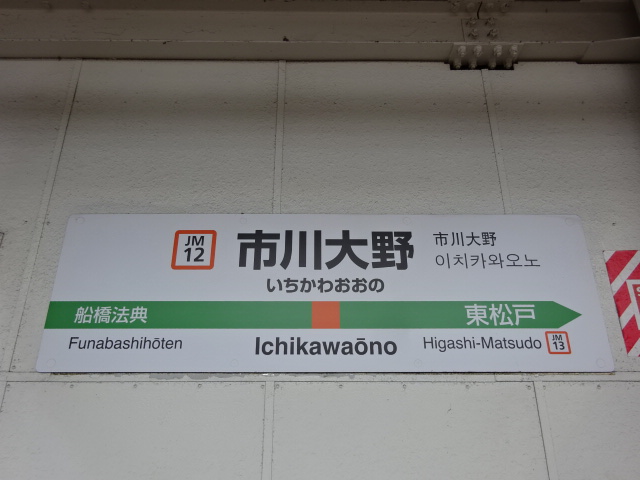 JM
12
市川大野
いちかわおおの
市川大野
이치카와오노
船橋法典
東松戸
Funabashihōten
Ichikawaōno
Higashi-Matsudo
JM
13